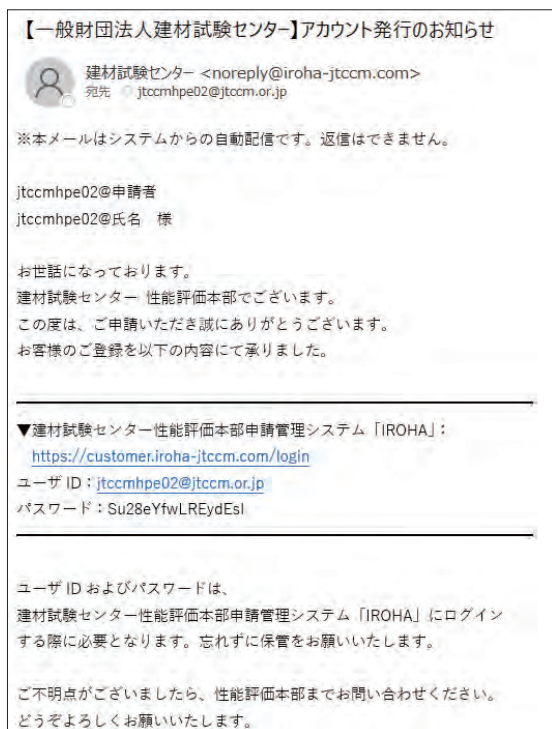 【一般財団法人建材試験センター】アカウント発行のお知らせ
建材試験センター <noreply@iroha-jtccm.com>
宛先 jtccmhpe02@jtccm.or.jp
※本メールはシステムからの自動配信です。返信はできません。
jtccmhpe02@申請者
jtccmhpe02@氏名　様
お世話になっております。
建材試験センター 性能評価本部でございます。
この度は、ご申請いただき誠にありがとうございます。
お客様のご登録を以下の内容にて承りました。
▼建材試験センター性能評価本部申請管理システム「IROHA」：
https://customer.iroha-jtccm.com/login
ユーザ ID：jtccmhpe02@jtccm.or.jp
パスワード：Su28eYfwLREydEsI
ユーザ ID およびパスワードは、
建材試験センター性能評価本部申請管理システム「IROHA」にログイン
する際に必要となります。忘れずに保管をお願いいたします。
ご不明点がございましたら、性能評価本部までお問い合わせください。
どうぞよろしくお願いいたします。